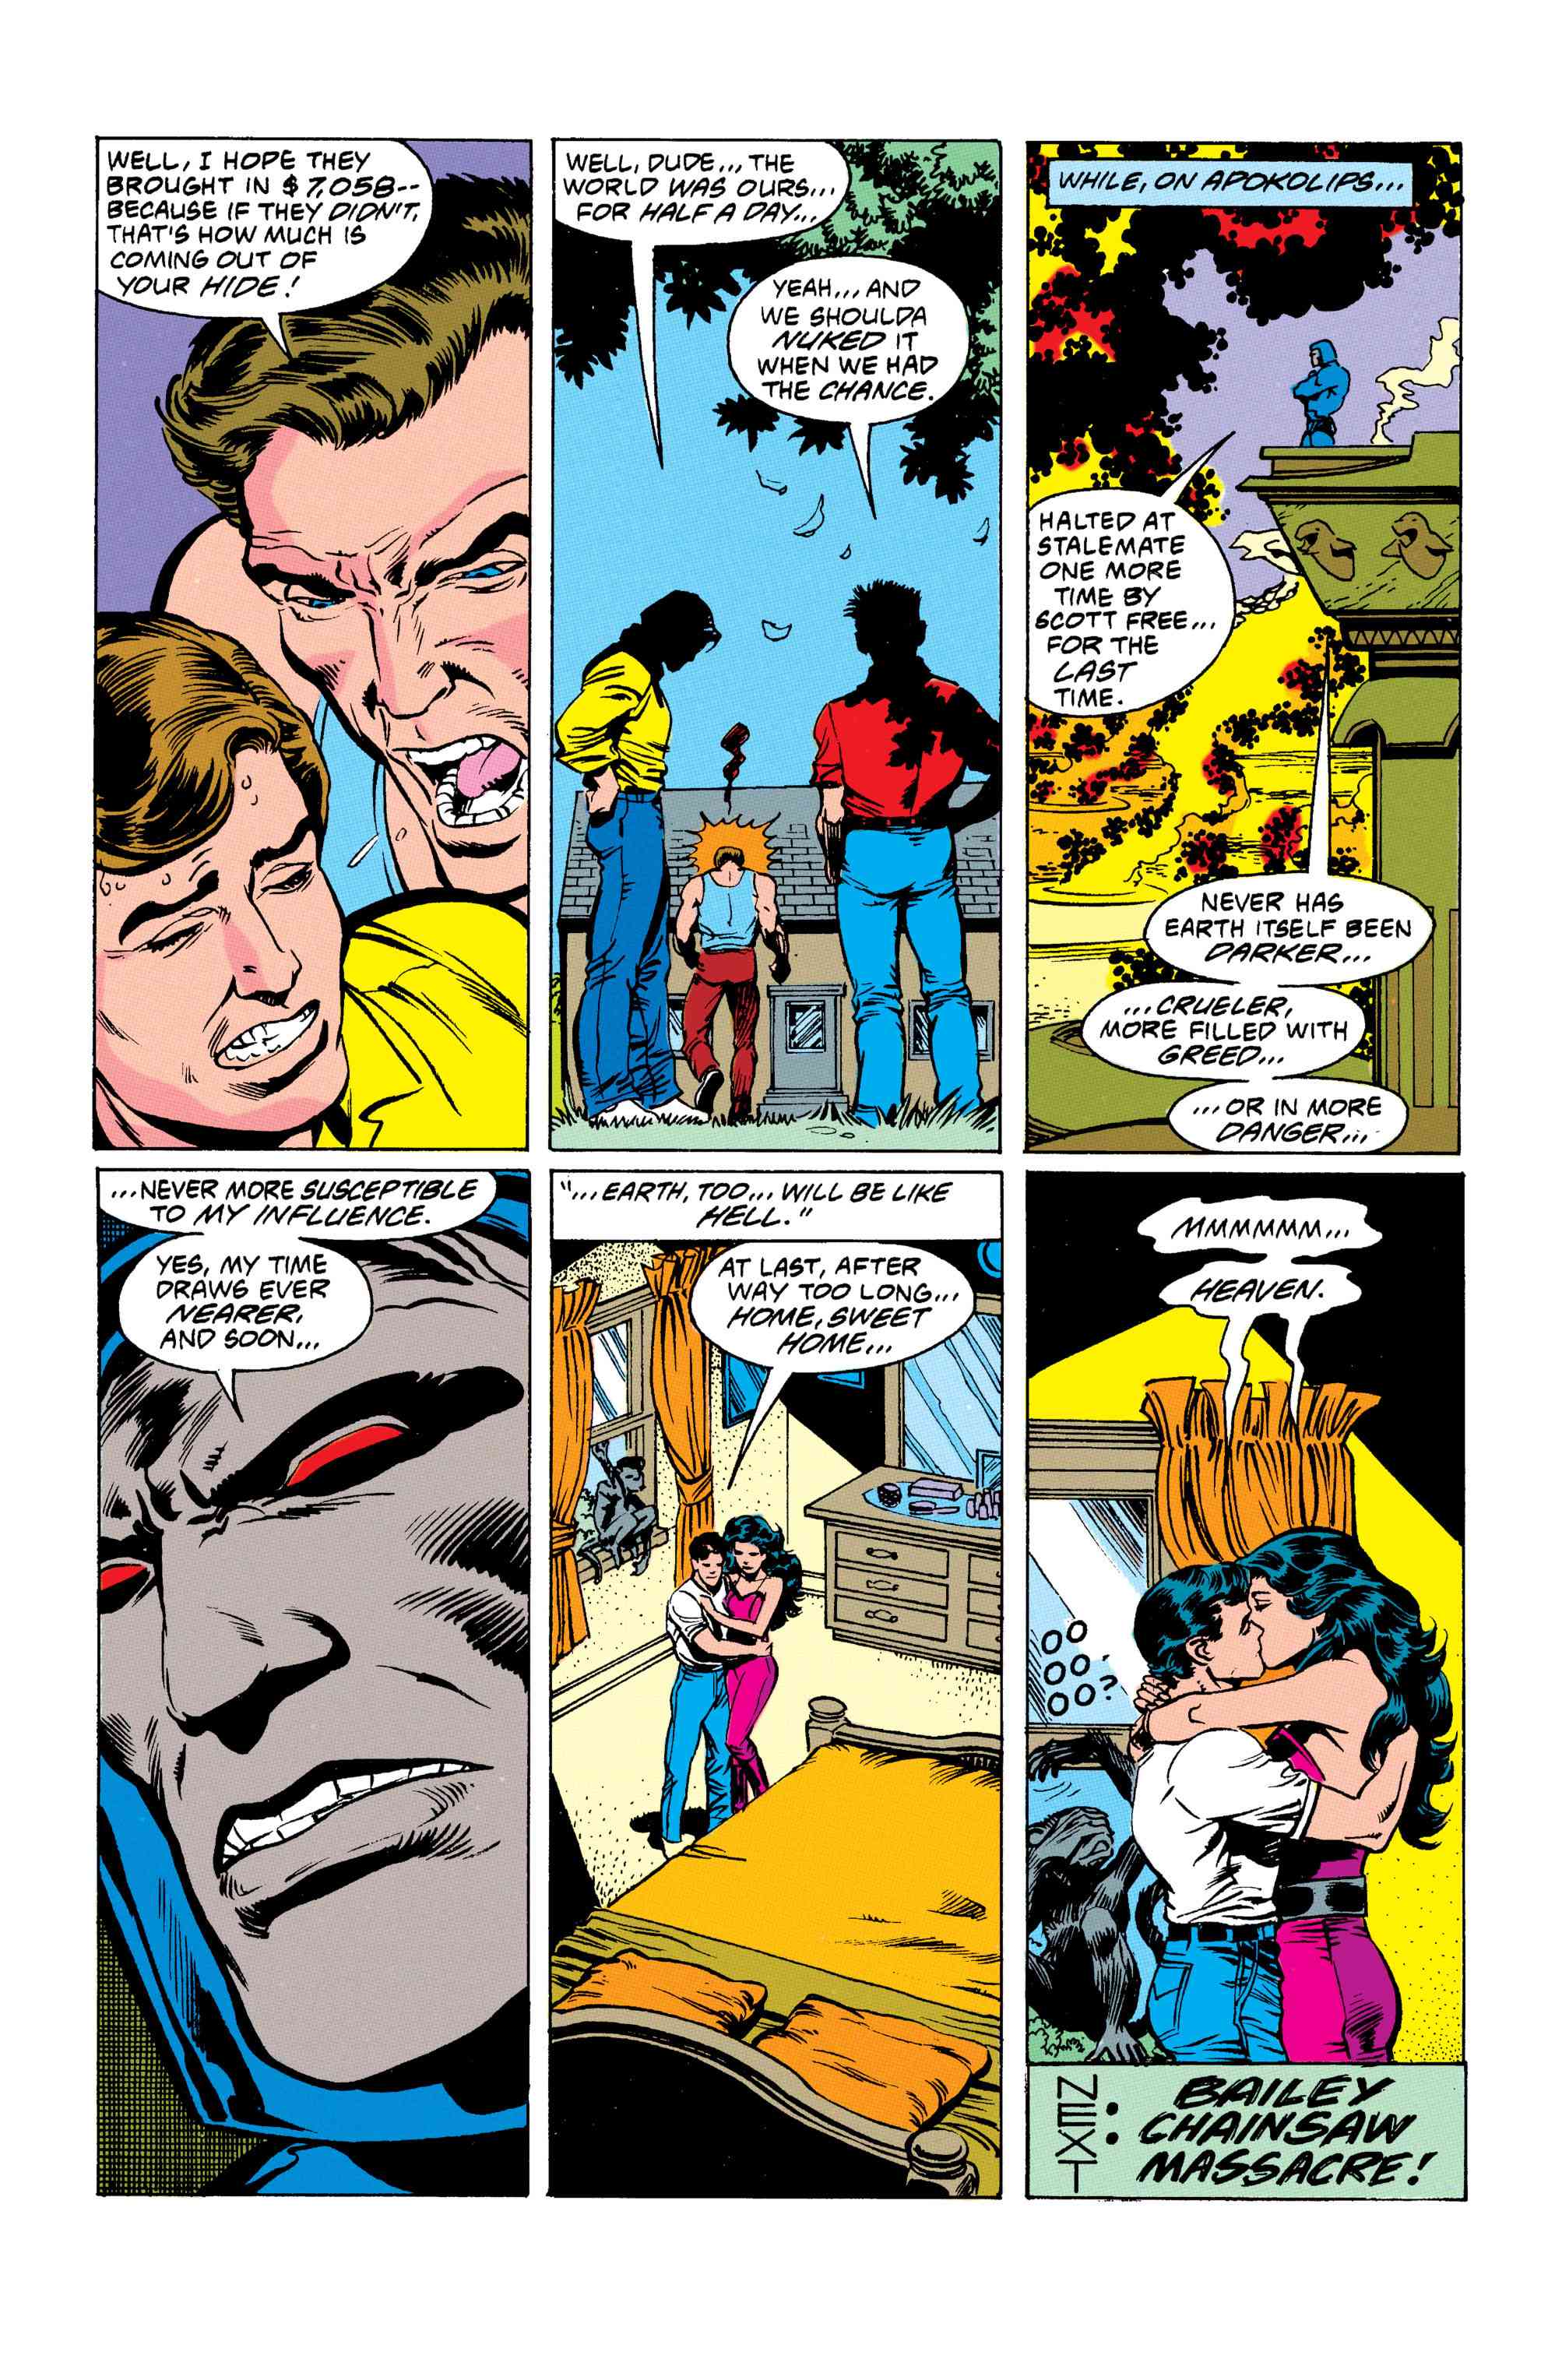 WELL, I HOPE THEY
BROUGHT IN $7,058--
BECAUSE IF THEY DIDN'T,
THAT'S HOW MUCH IS
COMING OUT OF
YOUR HIDE!
WELL, DUDE... THE
WORLD WAS OURS...
FOR HALF A DAY...
YEAH... AND
WE SHOULDA
NUKED IT
WHEN WE HAD
THE CHANCE.
WHILE, ON APOKOLIPS...
HALTED AT
STALEMATE
ONE MORE
TIME BY
SCOTT FREE...
FOR THE
LAST
TIME.
NEVER HAS
EARTH ITSELF BEEN
DARKER...
...CRUELER,
MORE FILLED WITH
GREED...
...OR IN MORE
DANGER...
...NEVER MORE SUSCEPTIBLE
TO MY INFLUENCE.
YES, MY TIME
DRAWS EVER
NEARER,
AND SOON...
"...EARTH, TOO... WILL BE LIKE
HELL."
AT LAST, AFTER
WAY TOO LONG...
HOME, SWEET
HOME...
MMMMMM...
HEAVEN.
OO
OO,
OO?
NEXT:
BAILEY
CHAINSAW
MASSACRE!